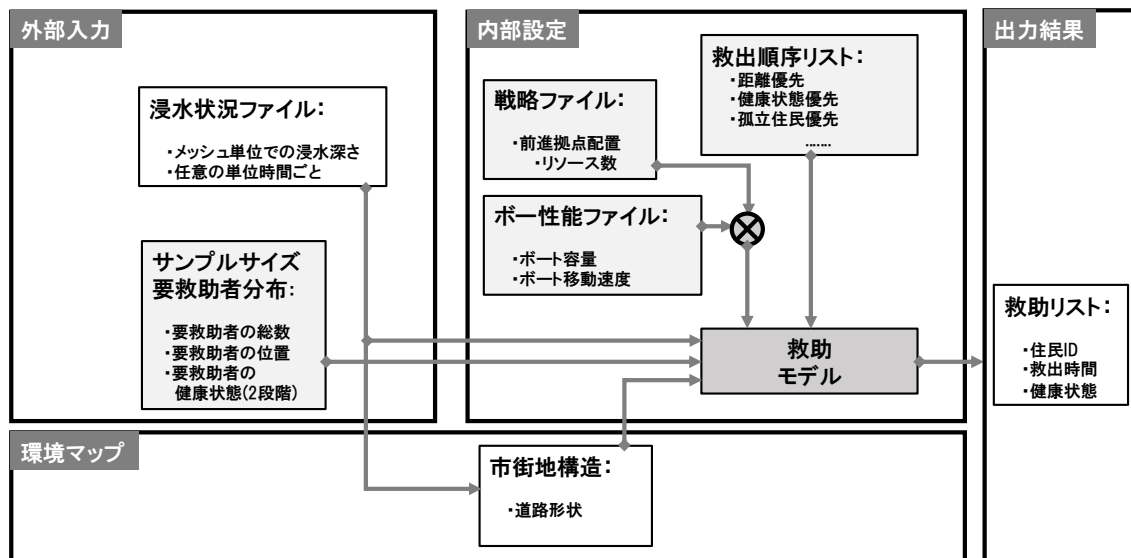 外部入力
浸水状況ファイル：
・メッシュ単位での浸水深さ
・任意の単位時間ごと
サンプルサイズ
要救助者分布：
・要救助者の総数
・要救助者の位置
・要救助者の
健康状態(2段階)
内部設定
戦略ファイル：
・前進拠点配置
・リソース数
救出順序リスト：
・距離優先
・健康状態優先
・孤立住民優先
……
ボー性能ファイル：
・ボート容量
・ボート移動速度
救助
モデル
出力結果
救助リスト：
・住民ID
・救出時間
・健康状態
環境マップ
市街地構造：
・道路形状